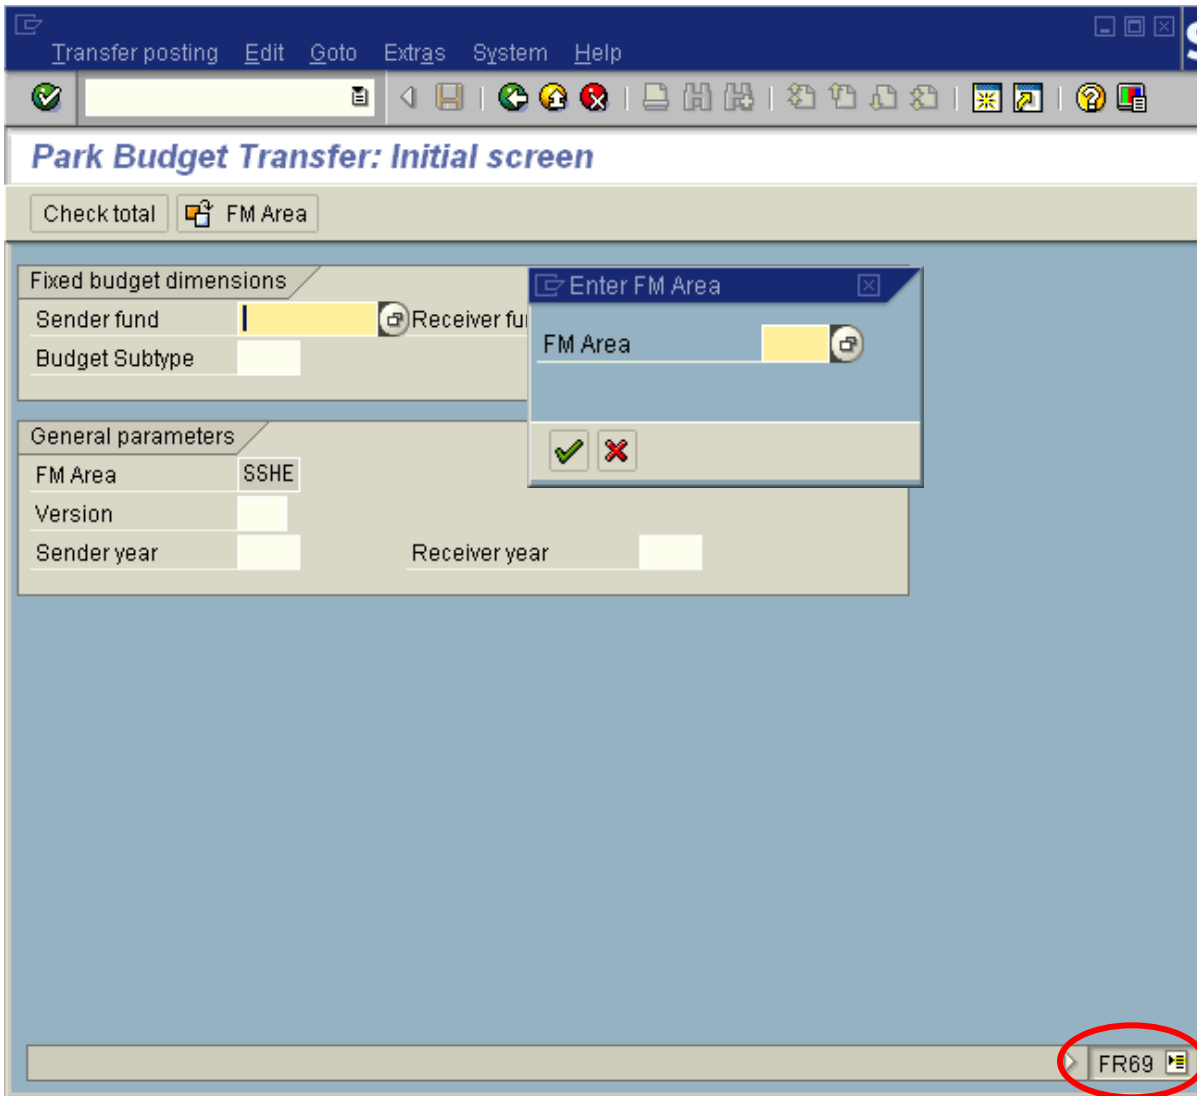 Transfer posting Edit Goto Extras System Help
Park Budget Transfer: Initial screen
Check total FM Area
Fixed budget dimensions
Sender fund Receiver fu
Budget Subtype
Enter FM Area
FM Area
General parameters
FM Area SSHE
Version
Sender year Receiver year
FR69